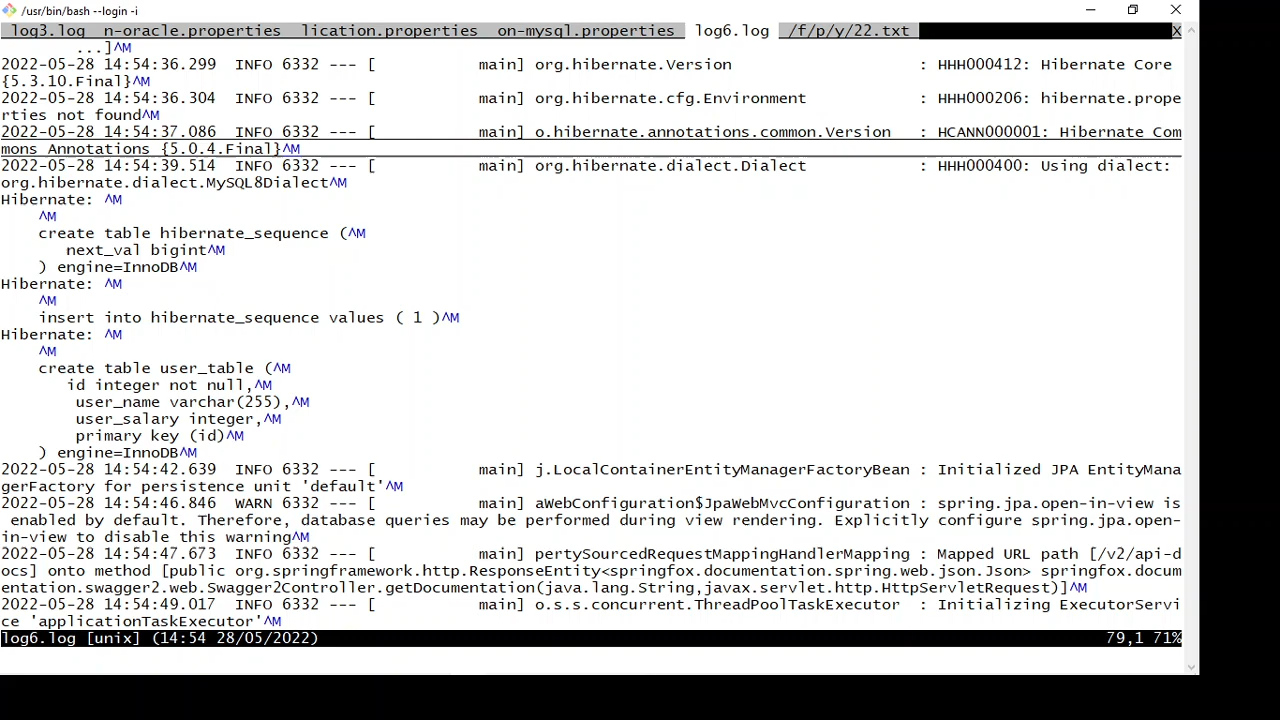 /usr/bin/bash --login -i
log3.log n-oracle.properties lication.properties on-mysql.properties log6.log /f/p/y/22.txt X
...]^M
2022-05-28 14:54:36.299 INFO 6332 --- [ main] org.hibernate.Version : HHH000412: Hibernate Core
{5.3.10.Final}^M
2022-05-28 14:54:36.304 INFO 6332 --- [ main] org.hibernate.cfg.Environment : HHH000206: hibernate.prope
rties not found^M
2022-05-28 14:54:37.086 INFO 6332 --- [ main] o.hibernate.annotations.common.Version : HCANN000001: Hibernate Com
mons Annotations {5.0.4.Final}^M
2022-05-28 14:54:39.514 INFO 6332 --- [ main] org.hibernate.dialect.Dialect : HHH000400: Using dialect:
org.hibernate.dialect.MySQL8Dialect^M
Hibernate: ^M
^M
create table hibernate_sequence (^M
next_val bigint^M
) engine=InnoDB^M
Hibernate: ^M
^M
insert into hibernate_sequence values ( 1 )^M
Hibernate: ^M
^M
create table user_table (^M
id integer not null,^M
user_name varchar(255),^M
user_salary integer,^M
primary key (id)^M
) engine=InnoDB^M
2022-05-28 14:54:42.639 INFO 6332 --- [ main] j.LocalContainerEntityManagerFactoryBean : Initialized JPA EntityMana
gerFactory for persistence unit 'default'^M
2022-05-28 14:54:46.846 WARN 6332 --- [ main] aWebConfiguration$JpaWebMvcConfiguration : spring.jpa.open-in-view is
enabled by default. Therefore, database queries may be performed during view rendering. Explicitly configure spring.jpa.open-
in-view to disable this warning^M
2022-05-28 14:54:47.673 INFO 6332 --- [ main] pertySourcedRequestMappingHandlerMapping : Mapped URL path [/v2/api-d
ocs] onto method [public org.springframework.http.ResponseEntity<springfox.documentation.spring.web.json.Json> springfox.docum
entation.swagger2.web.Swagger2Controller.getDocumentation(java.lang.String,javax.servlet.http.HttpServletRequest)]^M
2022-05-28 14:54:49.017 INFO 6332 --- [ main] o.s.s.concurrent.ThreadPoolTaskExecutor : Initializing ExecutorServi
ce 'applicationTaskExecutor'^M
log6.log [unix] (14:54 28/05/2022) 79,1 71%